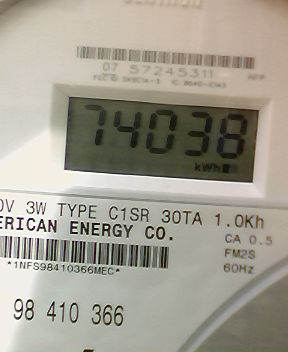 07 57245311
74038
kWh
0V 3W TYPE C1SR 30TA 1.0Kh
ERICAN ENERGY CO.
CA 0.5
FM2S
*1NFS98410366MEC*
60Hz
98 410 366